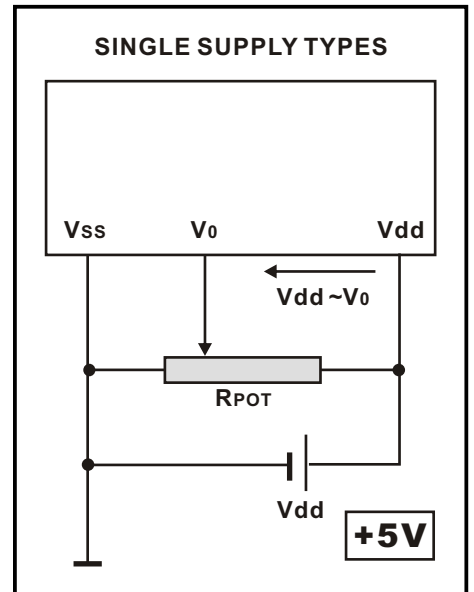 SINGLE SUPPLY TYPES
Vss V0 Vdd
Vdd ~V0
RPOT
Vdd
+5V